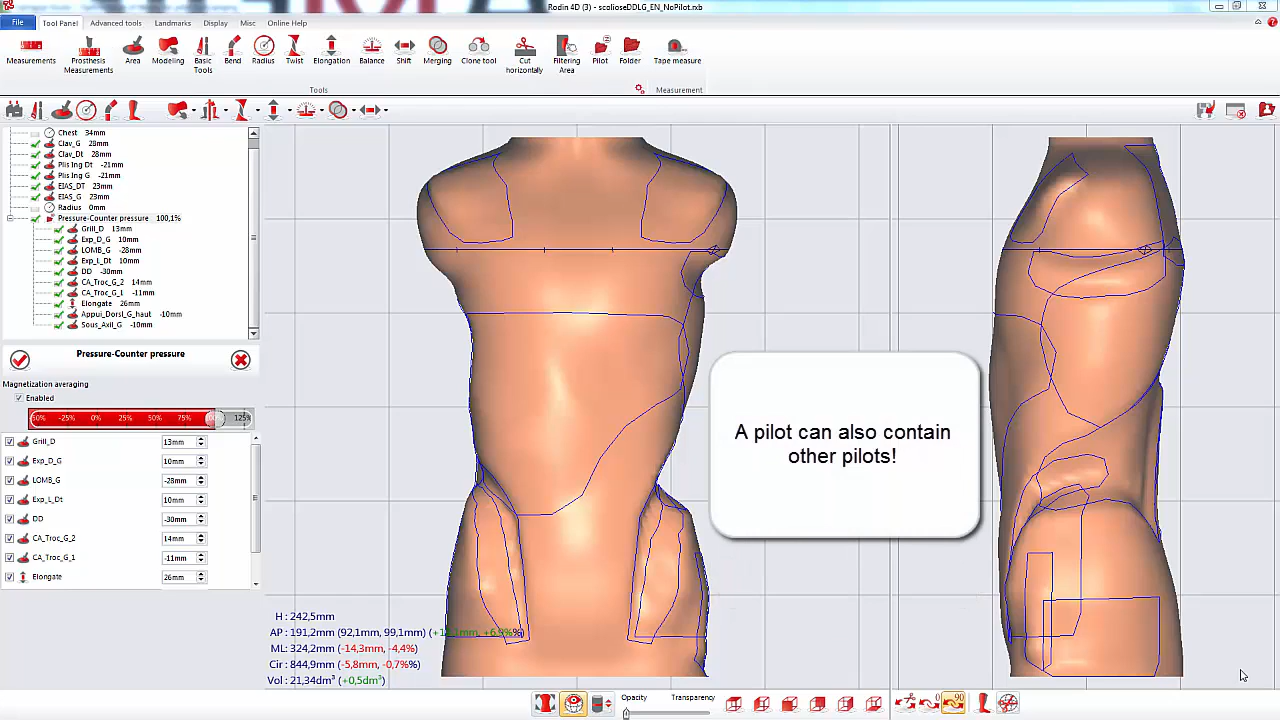 Rodin 4D (3) - scolioseDDLG_EN_NoPilot.rxb
File Tool Panel Advanced tools Landmarks Display Misc Online Help
Measurements Prosthesis Measurements Area Modeling Basic Tools Bend Radius Twist Elongation Balance Shift Merging Clone tool Cut horizontally Filtering Area Pilot Folder Tape measure
Tools Measurement
Chest 34mm
Clav_G 28mm
Clav_Dt 28mm
Plis Ing Dt -21mm
Plis Ing G -21mm
EIAS_DT 23mm
EIAS_G 23mm
Radius 0mm
Pressure-Counter pressure 100,1%
Grill_D 13mm
Exp_D_G 10mm
LOMB_G -28mm
Exp_L_Dt 10mm
DD -30mm
CA_Troc_G_2 14mm
CA_Troc_G_1 -11mm
Elongate 26mm
Appui_Dorsl_G_haut -10mm
Sous_Axil_G -10mm
Pressure-Counter pressure
Magnetization averaging
Enabled
-25% 0% 25% 50% 75% 125%
Grill_D 13mm
Exp_D_G 10mm
LOMB_G -28mm
Exp_L_Dt 10mm
DD -30mm
CA_Troc_G_2 14mm
CA_Troc_G_1 -11mm
Elongate 26mm
A pilot can also contain
other pilots!
H : 242,5mm
AP : 191,2mm (92,1mm, 99,1mm)
ML : 324,2mm (-14,3mm, -4,4%)
Cir : 844,9mm (-5,8mm, -0,7%%)
Vol : 21,34dm³ (+0,5dm³)
Opacity Transparency